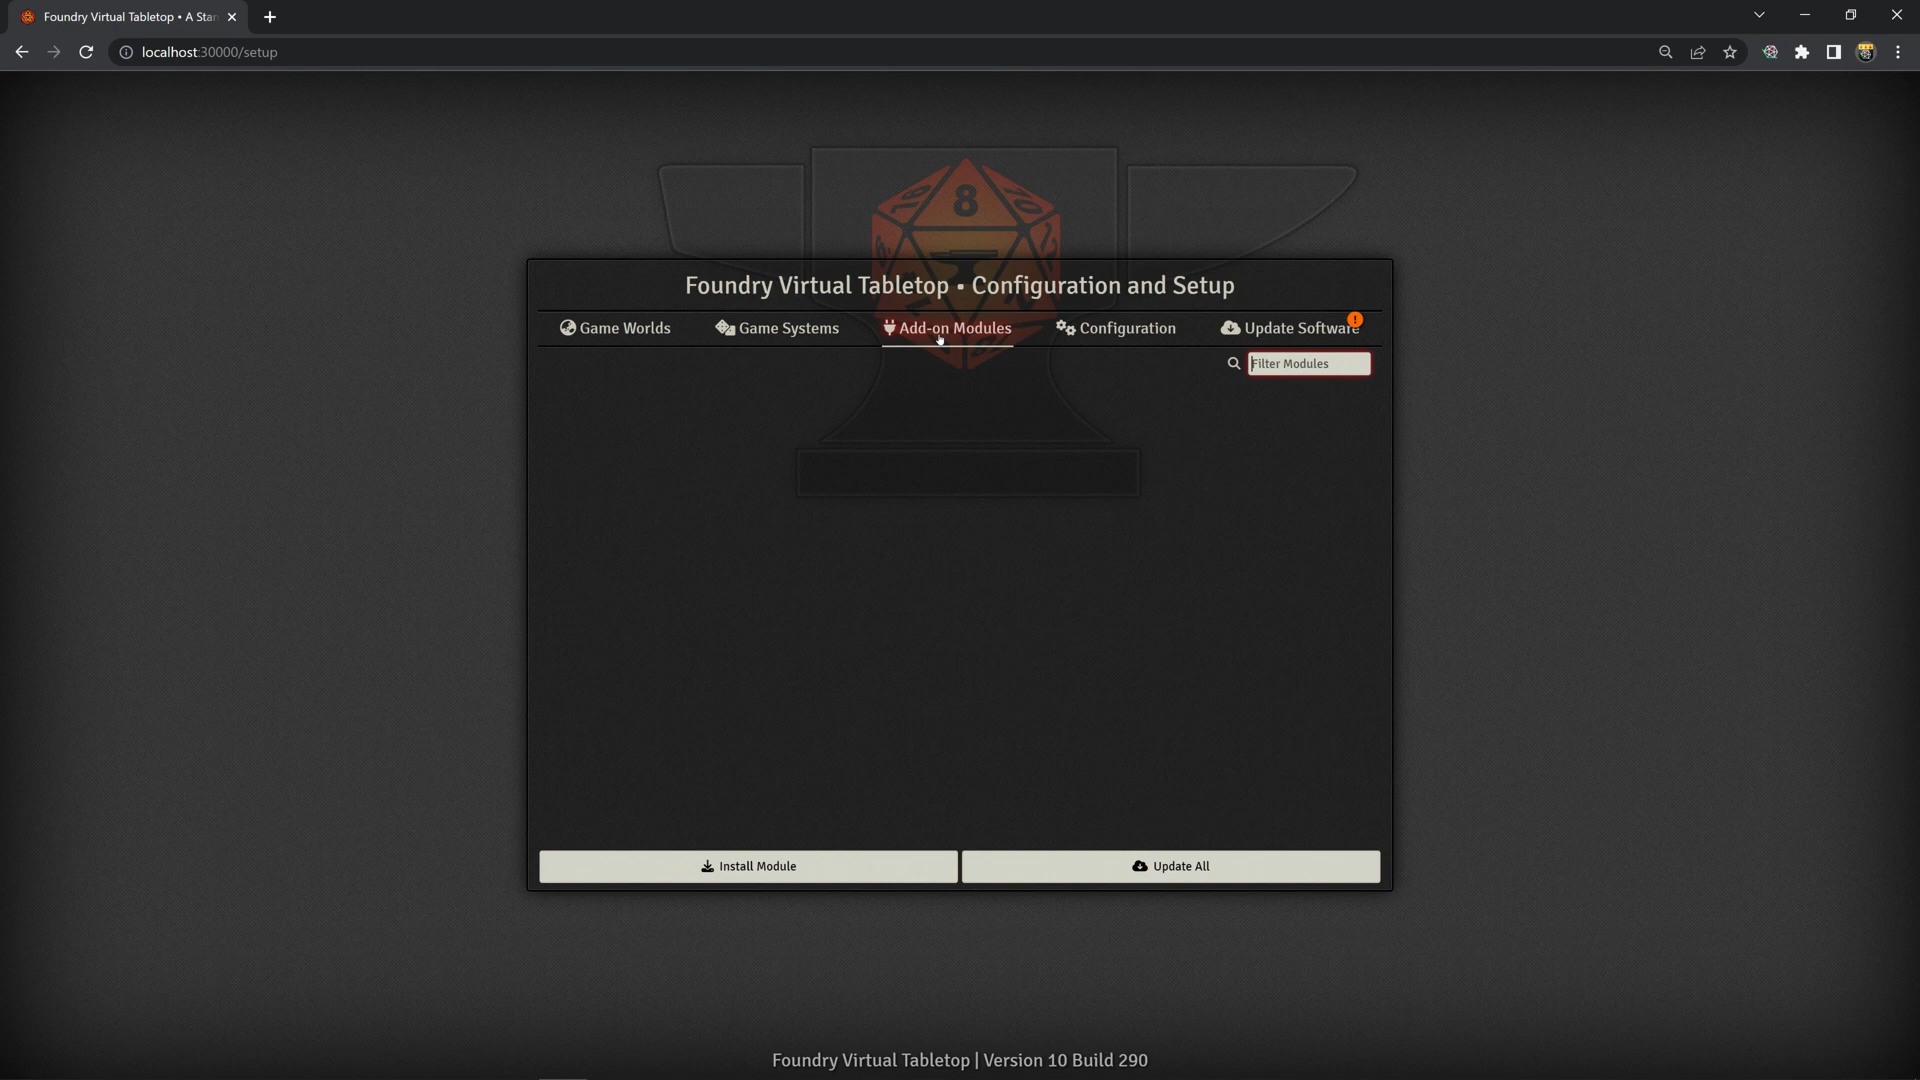 Foundry Virtual Tabletop • A Stan
localhost:30000/setup
8
Foundry Virtual Tabletop • Configuration and Setup
Game Worlds
Game Systems
Add-on Modules
Configuration
Update Software
!
Filter Modules
Install Module
Update All
Foundry Virtual Tabletop | Version 10 Build 290